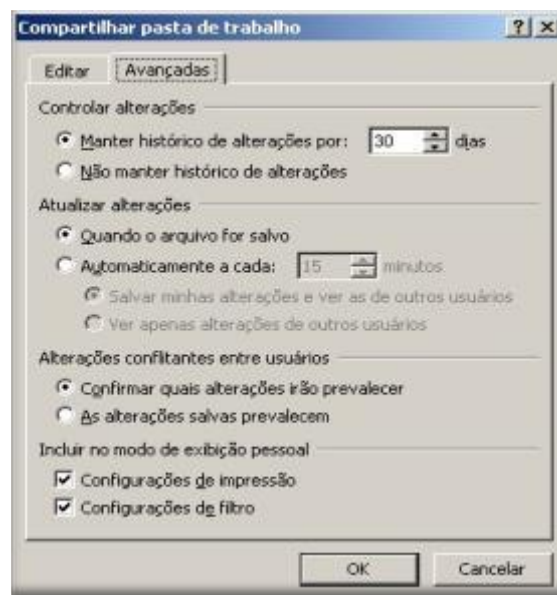 Compartilhar pasta de trabalho
Editar Avançadas
Controlar alterações
Manter histórico de alterações por: 30 dias
Não manter histórico de alterações
Atualizar alterações
Quando o arquivo for salvo
Automaticamente a cada: 15 minutos
Salvar minhas alterações e ver as de outros usuários
Ver apenas alterações de outros usuários
Alterações conflitantes entre usuários
Confirmar quais alterações irão prevalecer
As alterações salvas prevalecem
Incluir no modo de exibição pessoal
Configurações de impressão
Configurações de filtro
OK Cancelar